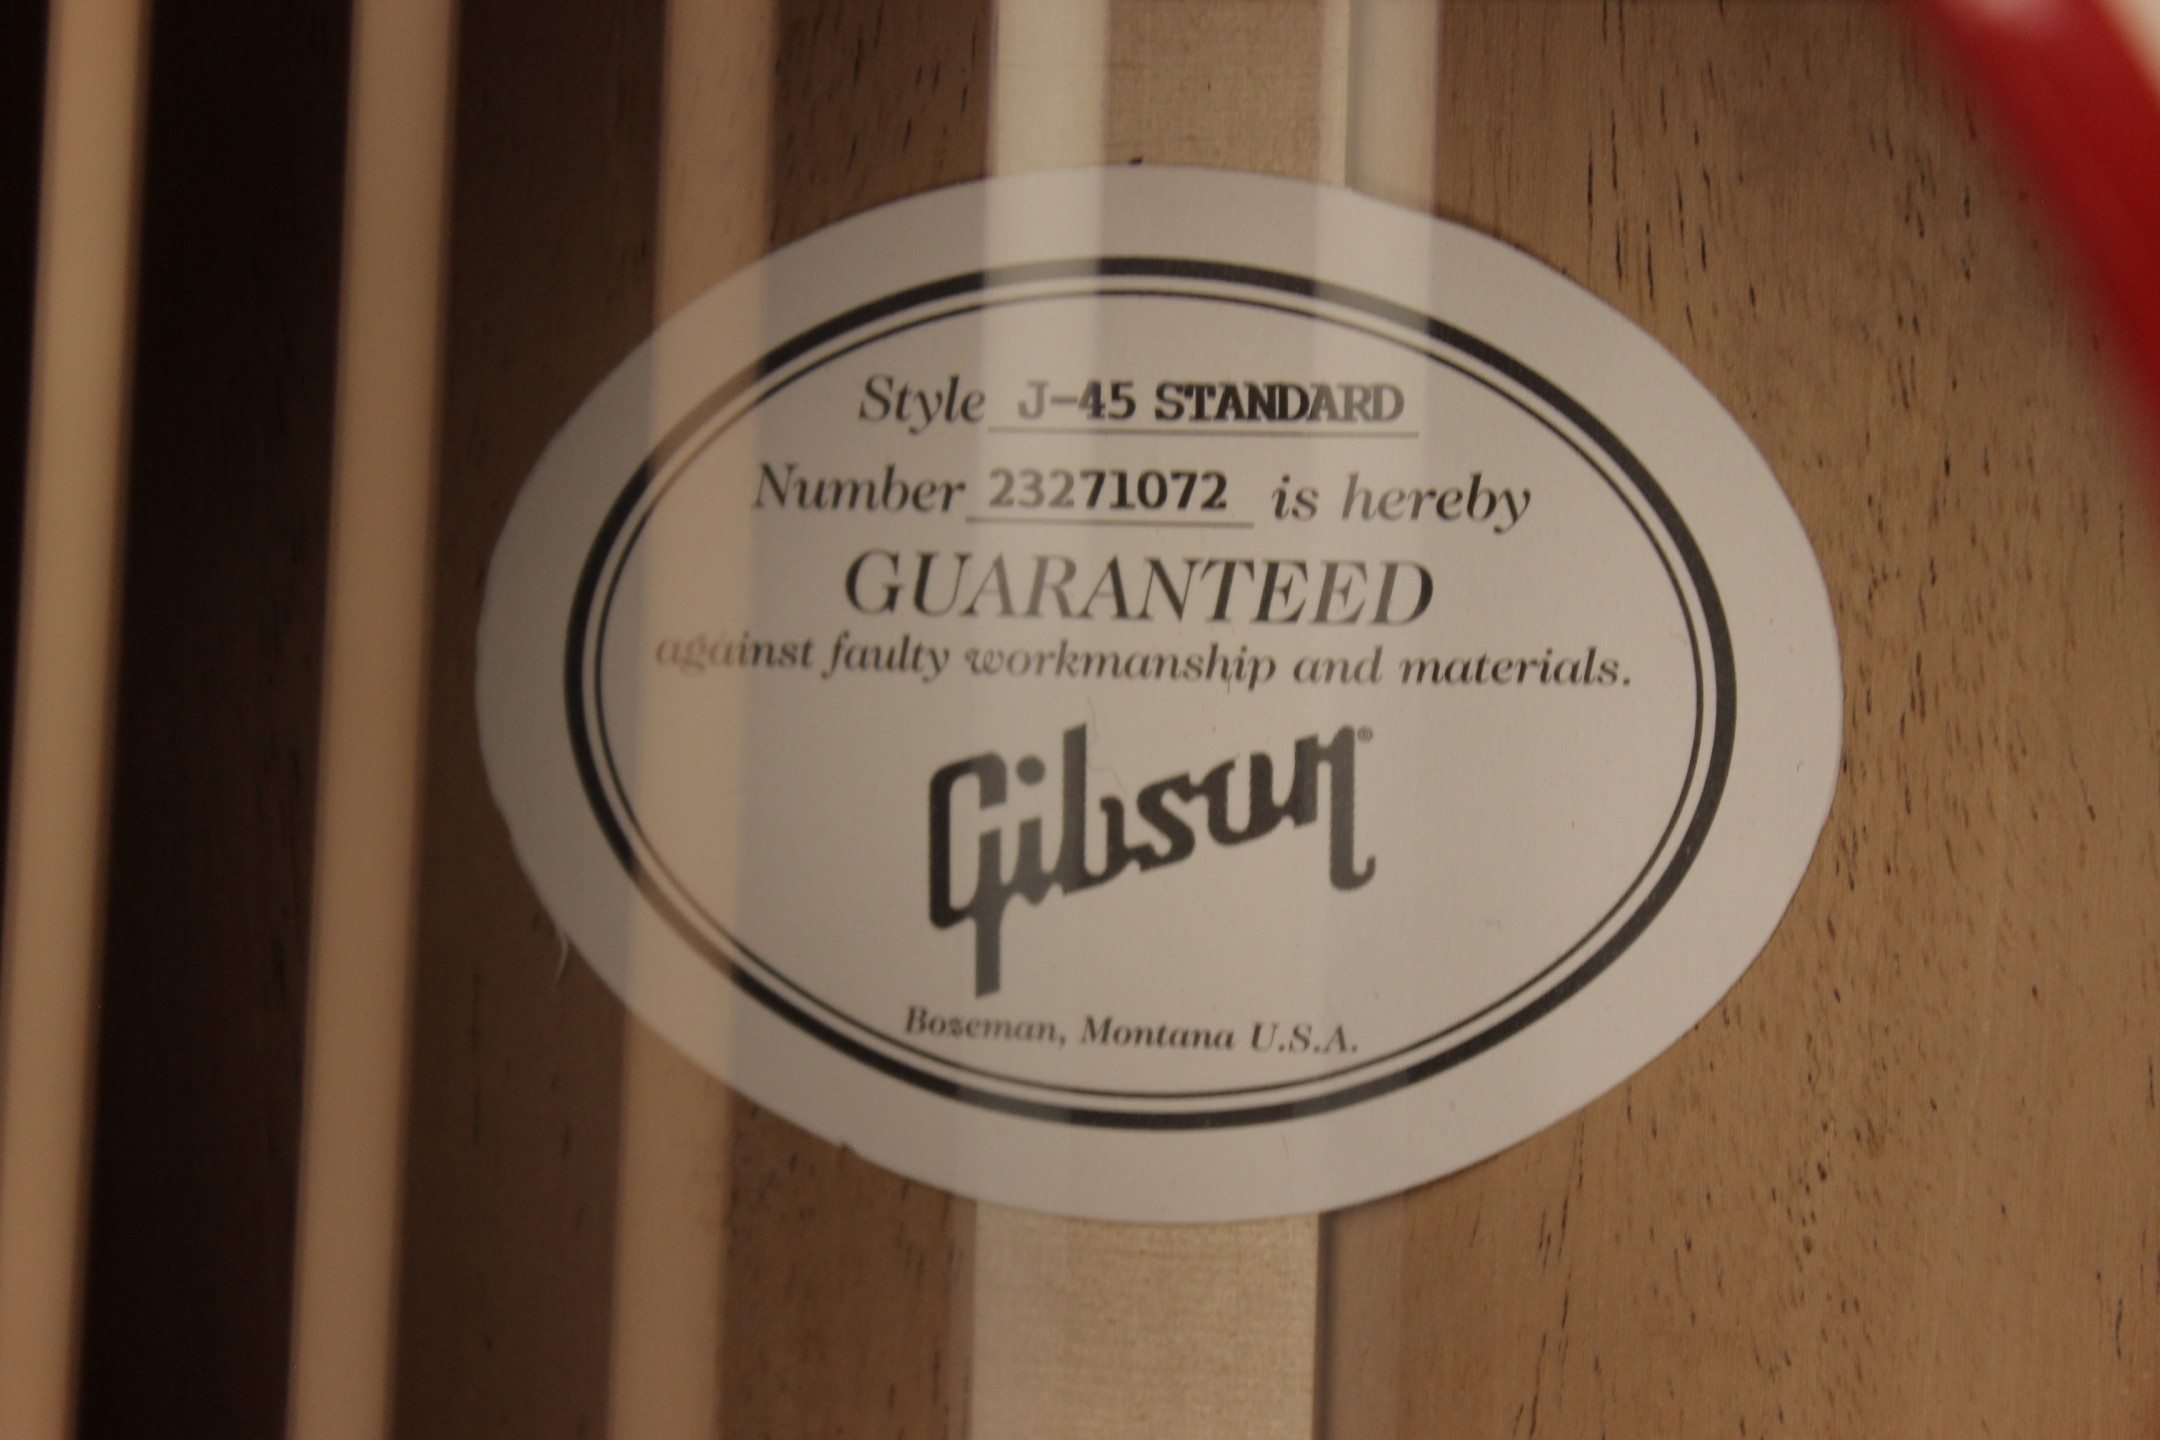 Style J-45 STANDARD
Number 23271072 is hereby
GUARANTEED
against faulty workmanship and materials.
Gibson®
Bozeman, Montana U.S.A.